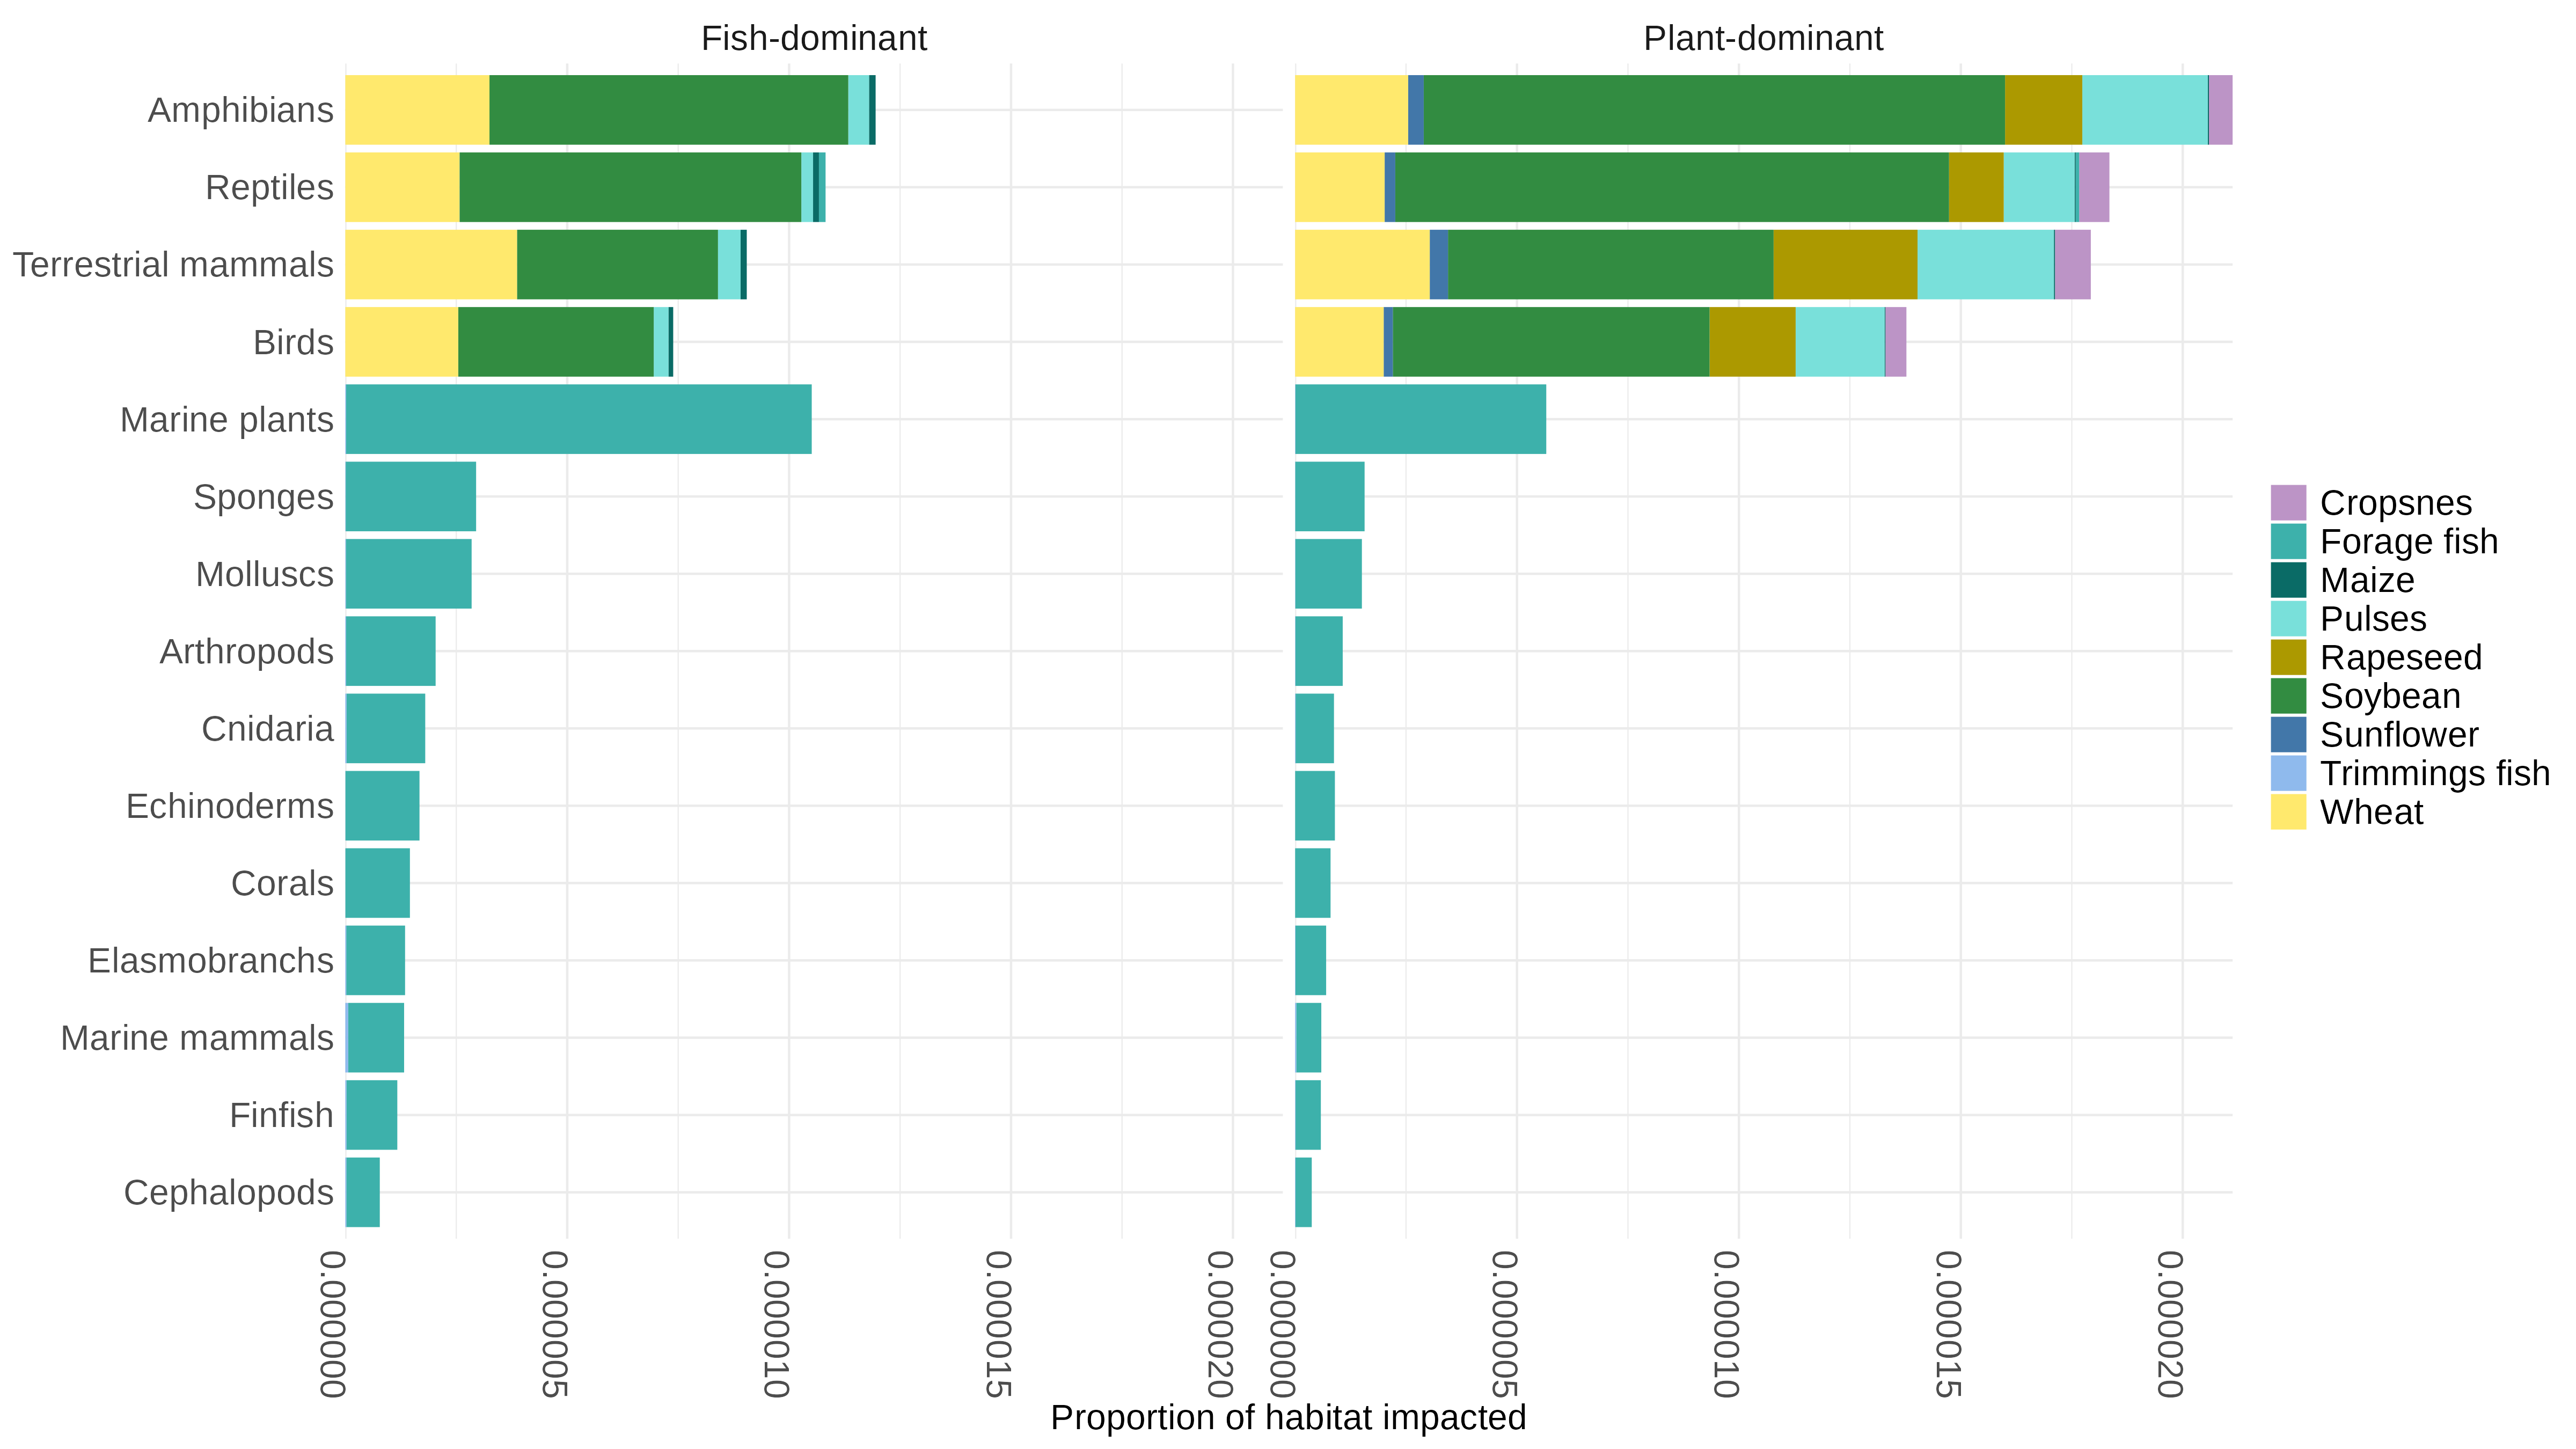 Fish-dominant
Plant-dominant
Amphibians
Reptiles
Terrestrial mammals
Birds
Marine plants
Sponges
Molluscs
Arthropods
Cnidaria
Echinoderms
Corals
Elasmobranchs
Marine mammals
Finfish
Cephalopods
0.000000
0.000005
0.000010
0.000015
0.000020
0.000000
0.000005
0.000010
0.000015
0.000020
Proportion of habitat impacted
Cropsnes
Forage fish
Maize
Pulses
Rapeseed
Soybean
Sunflower
Trimmings fish
Wheat